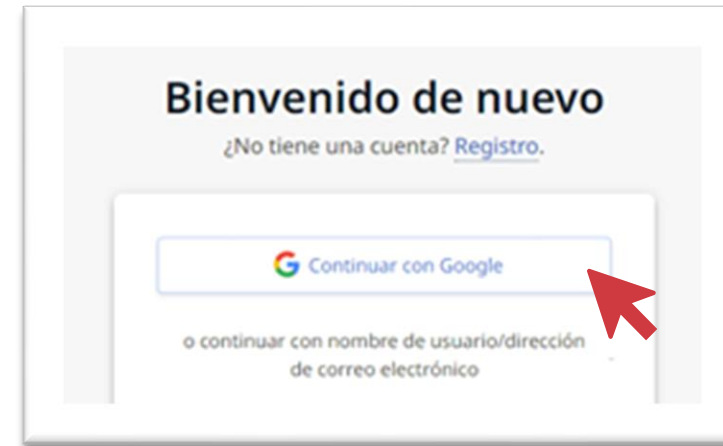 Bienvenido de nuevo
¿No tiene una cuenta? Registro.
Continuar con Google
o continuar con nombre de usuario/dirección
de correo electrónico